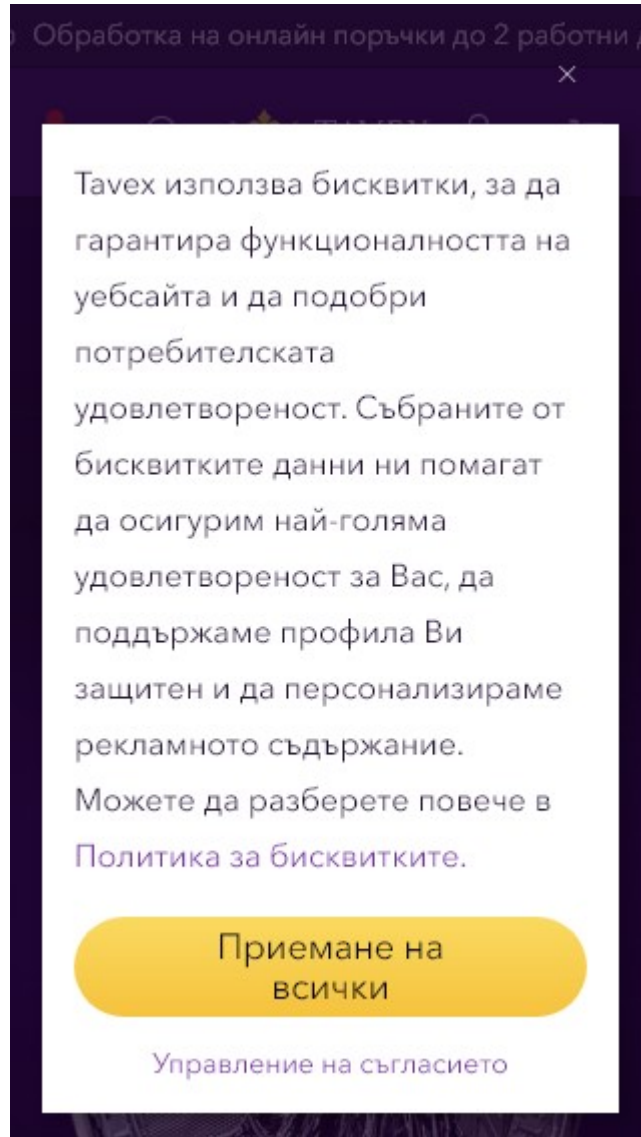 Обработка на онлайн поръчки до 2 работни
×
TAVEX
Tavex използва бисквитки, за да
гарантира функционалността на
уебсайта и да подобри
потребителската
удовлетвореност. Събраните от
бисквитките данни ни помагат
да осигурим най-голяма
удовлетвореност за Вас, да
поддържаме профила Ви
защитен и да персонализираме
рекламното съдържание.
Можете да разберете повече в
Политика за бисквитките.
Приемане на
всички
Управление на съгласието